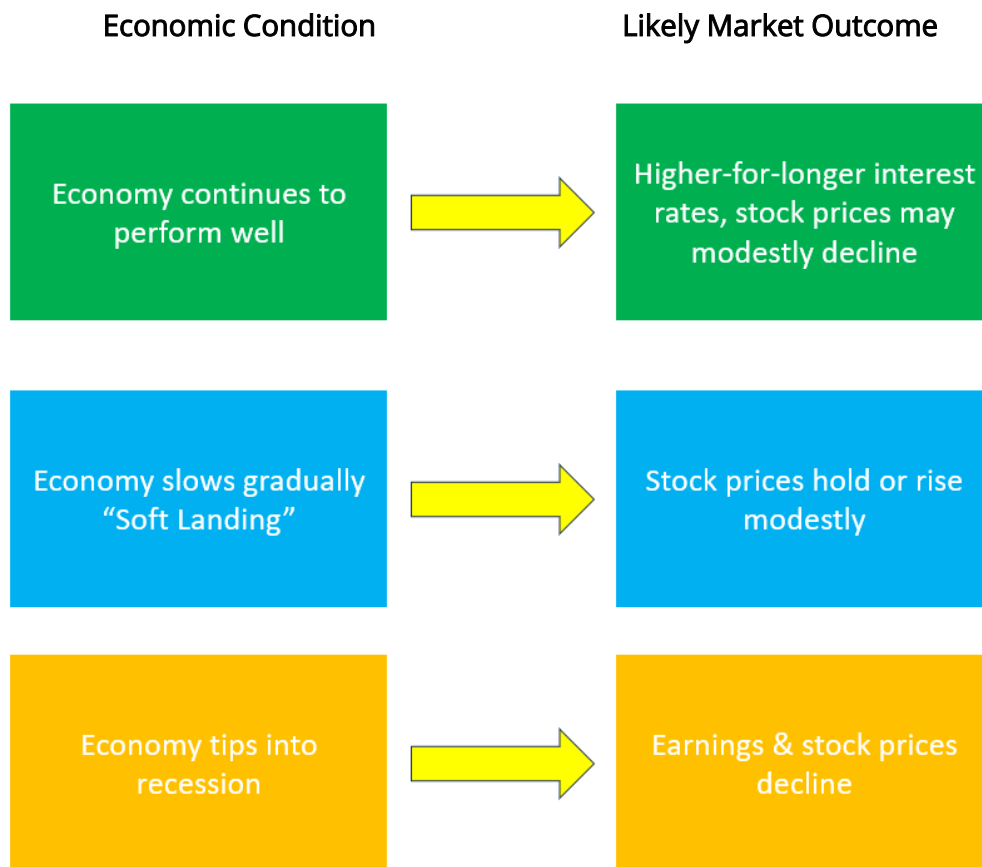 Economic Condition
Likely Market Outcome
Economy continues to
perform well
Higher-for-longer interest
rates, stock prices may
modestly decline
Economy slows gradually
“Soft Landing”
Stock prices hold or rise
modestly
Economy tips into
recession
Earnings & stock prices
decline